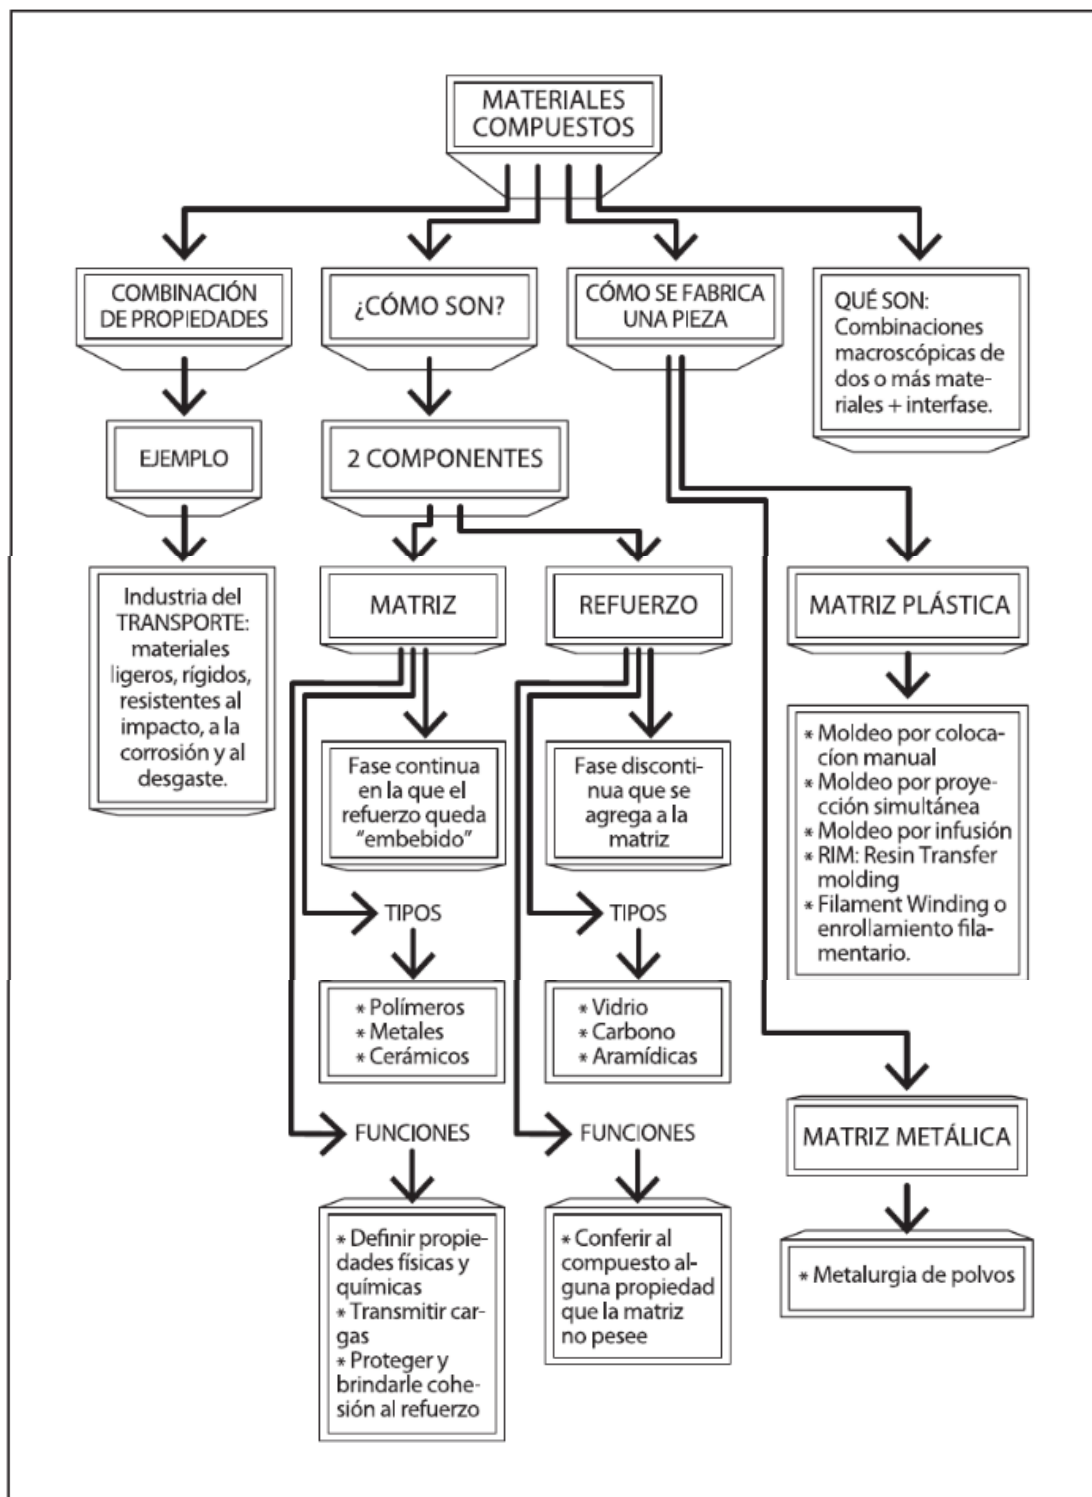 MATERIALES
COMPUESTOS
COMBINACIÓN
DE PROPIEDADES
¿CÓMO SON?
CÓMO SE FABRICA
UNA PIEZA
QUÉ SON:
Combinaciones
macroscópicas de
dos o más mate-
riales + interfase.
EJEMPLO
2 COMPONENTES
Industria del
TRANSPORTE:
materiales
ligeros, rígidos,
resistentes al
impacto, a la
corrosión y al
desgaste.
MATRIZ
REFUERZO
MATRIZ PLÁSTICA
Fase continua
en la que el
refuerzo queda
“embebido”
Fase disconti-
nua que se
agrega a la
matriz
* Moldeo por coloca-
cíon manual
* Moldeo por proye-
cción simultánea
* Moldeo por infusión
* RIM: Resin Transfer
molding
* Filament Winding o
enrollamiento fila-
mentario.
TIPOS
TIPOS
* Polímeros
* Metales
* Cerámicos
* Vidrio
* Carbono
* Aramídicas
FUNCIONES
FUNCIONES
MATRIZ METÁLICA
* Definir propie-
dades físicas y
químicas
* Transmitir car-
gas
* Proteger y
brindarle cohe-
sión al refuerzo
* Conferir al
compuesto al-
guna propiedad
que la matriz
no pesee
* Metalurgia de polvos